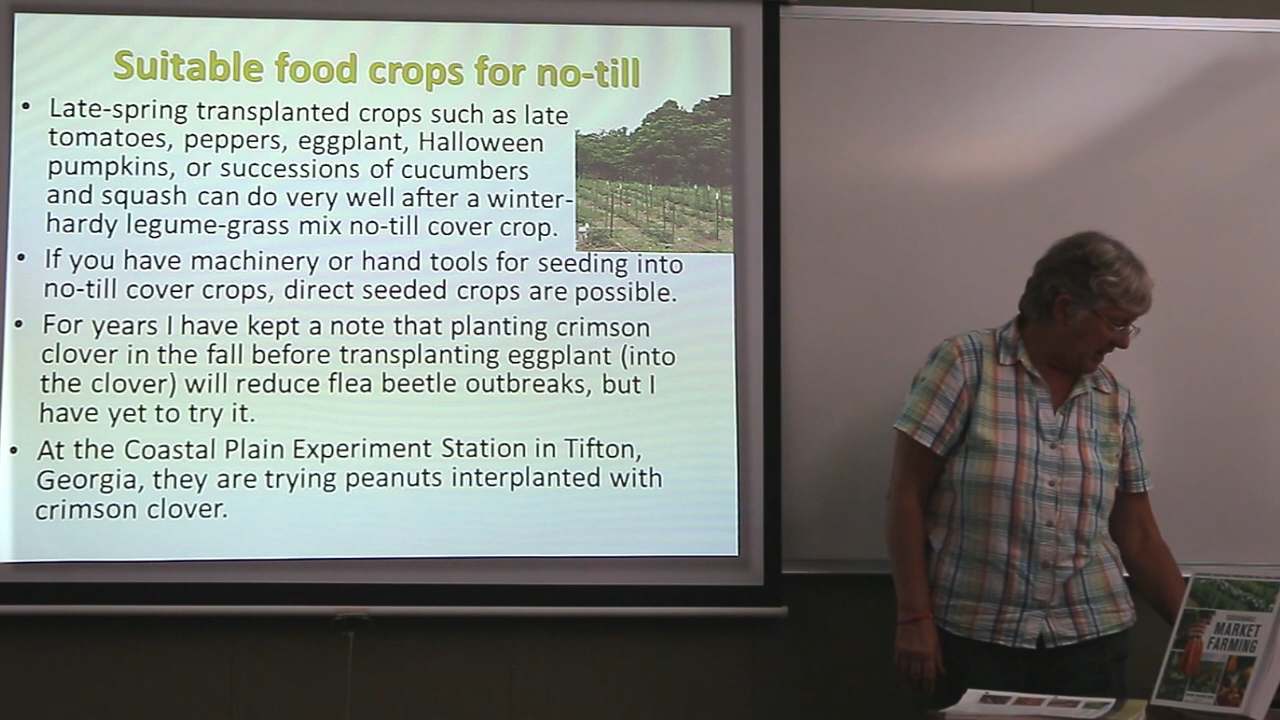 Suitable food crops for no-till
• Late-spring transplanted crops such as late
tomatoes, peppers, eggplant, Halloween
pumpkins, or successions of cucumbers
and squash can do very well after a winter-
hardy legume-grass mix no-till cover crop.
• If you have machinery or hand tools for seeding into
no-till cover crops, direct seeded crops are possible.
• For years I have kept a note that planting crimson
clover in the fall before transplanting eggplant (into
the clover) will reduce flea beetle outbreaks, but I
have yet to try it.
• At the Coastal Plain Experiment Station in Tifton,
Georgia, they are trying peanuts interplanted with
crimson clover.
MARKET
FARMING